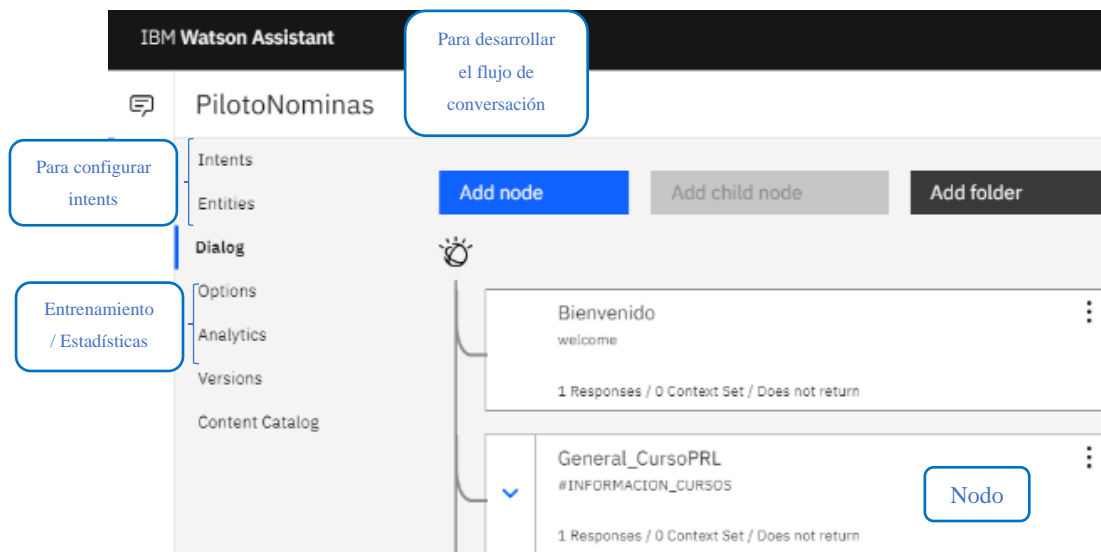 IBM Watson Assistant
Para desarrollar
el flujo de
conversación
PilotoNominas
Para configurar
intents
Intents
Entities
Dialog
Entrenamiento
/ Estadísticas
Options
Analytics
Versions
Content Catalog
Add node
Add child node
Add folder
Bienvenido
welcome
1 Responses / 0 Context Set / Does not return
General_CursoPRL
#INFORMACION_CURSOS
Nodo
1 Responses / 0 Context Set / Does not return